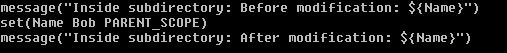 message("Inside subdirectory: Before modification: ${Name}")
set(Name Bob PARENT_SCOPE)
message("Inside subdirectory: After modification: ${Name}")